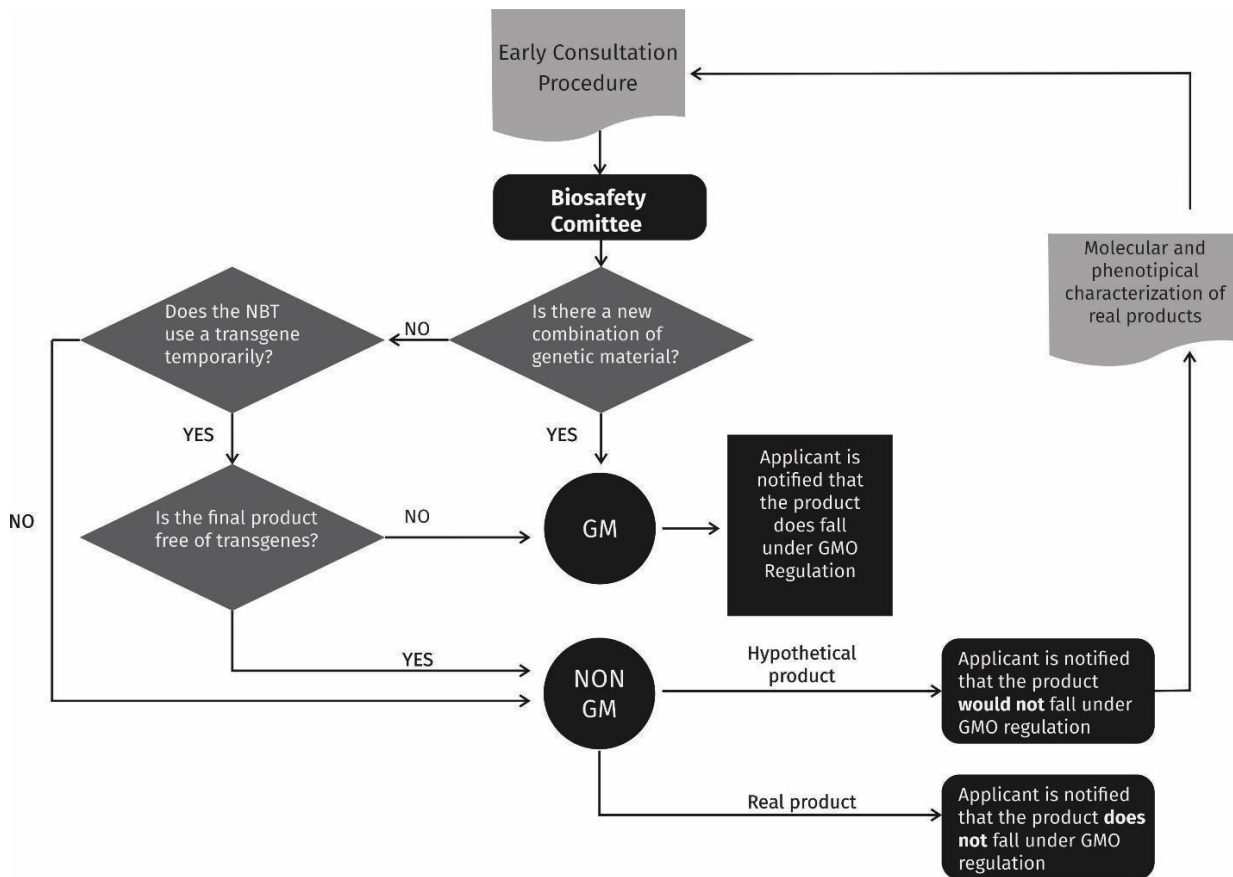 Early Consultation
Procedure
Biosafety
Comittee
Molecular and
phenotipical
characterization of
real products
Does the NBT
use a transgene
temporarily?
NO
Is there a new
combination of
genetic material?
YES
YES
Applicant is
notified that
the product
does fall
under GMO
Regulation
NO
Is the final product
free of transgenes?
NO
GM
YES
NON
GM
Hypothetical
product
Applicant is notified
that the product
would not fall under
GMO regulation
Real product
Applicant is notified
that the product does
not fall under GMO
regulation